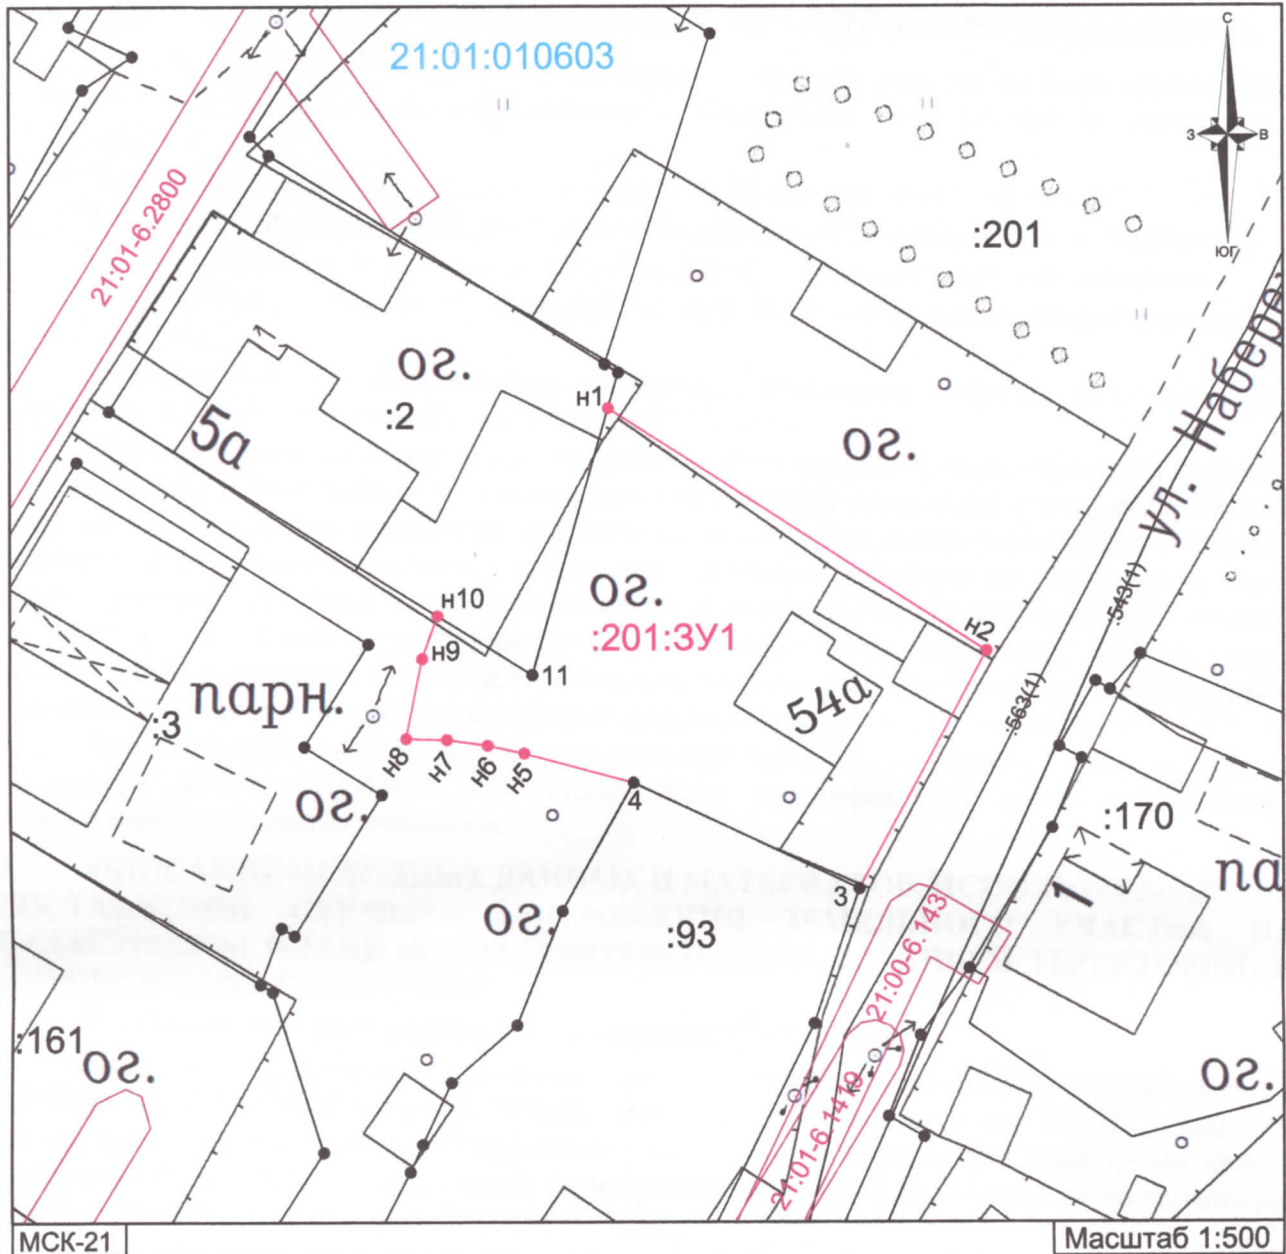 С
21:01:010603
З
В
ЮГ
21:01-6.2800
:201
ог.
:2
н1
5а
ог.
ул. Набере
ог.
:201:ЗУ1
н10
н9
11
н2
:543(1)
:563(1)
парн.
:3
54а
н8
н7
н6
н5
4
ог.
:170
1
па
3
ог.
:93
21:00-6.143
:161
ог.
21:01-6.1419
ог.
МСК-21
Масштаб 1:500